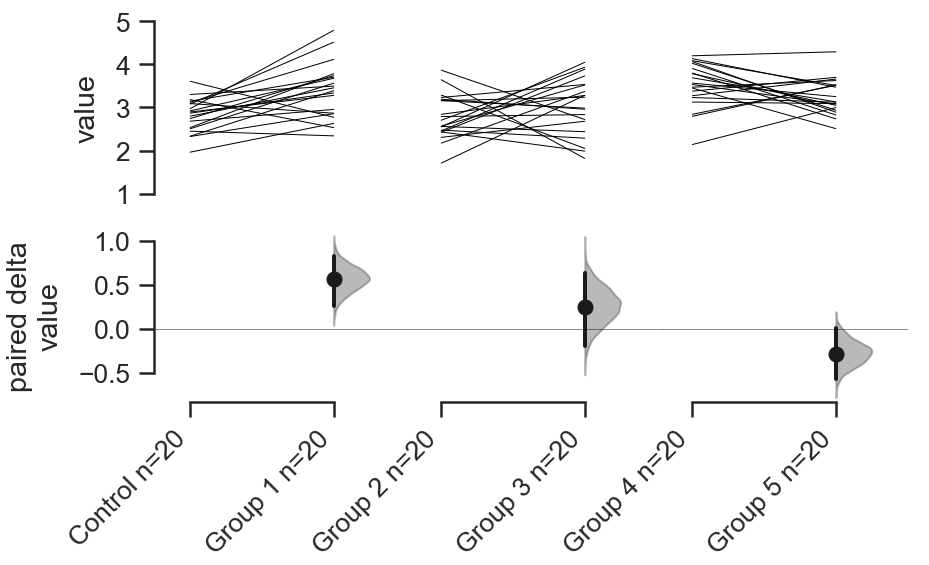 value
5
4
3
2
1
paired delta
value
1.0
0.5
0.0
−0.5
Control n=20
Group 1 n=20
Group 2 n=20
Group 3 n=20
Group 4 n=20
Group 5 n=20